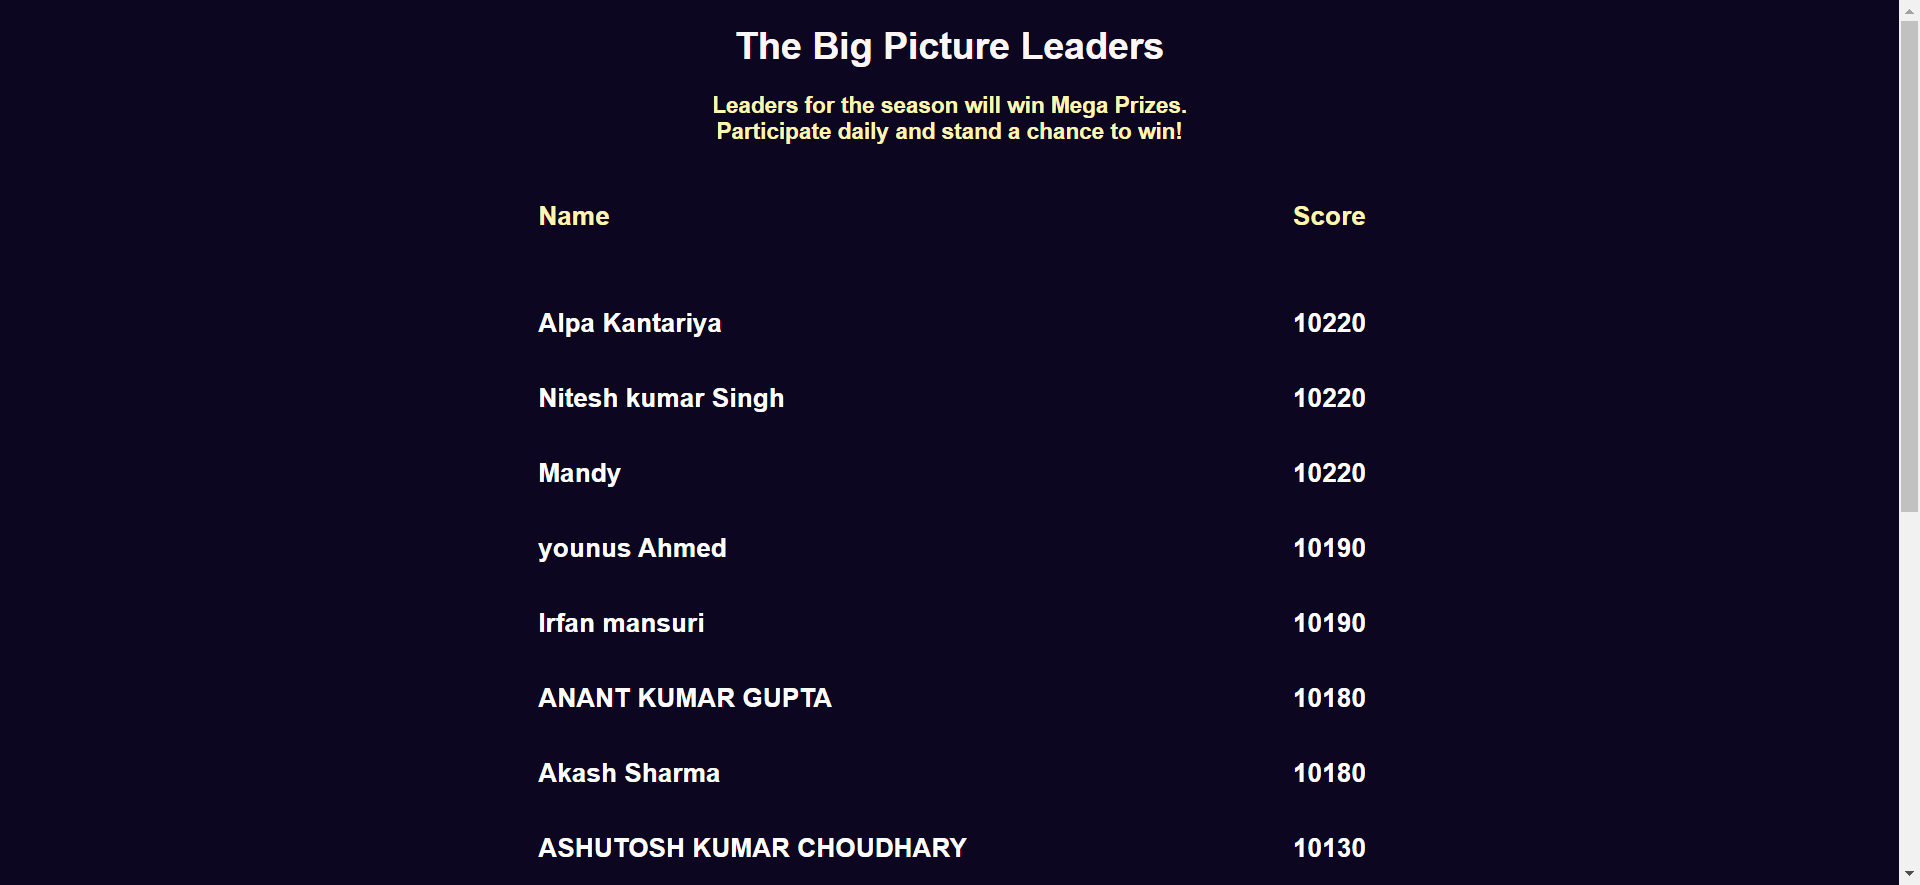 The Big Picture Leaders
Leaders for the season will win Mega Prizes.
Participate daily and stand a chance to win!
Name Score
Alpa Kantariya 10220
Nitesh kumar Singh 10220
Mandy 10220
younus Ahmed 10190
Irfan mansuri 10190
ANANT KUMAR GUPTA 10180
Akash Sharma 10180
ASHUTOSH KUMAR CHOUDHARY 10130